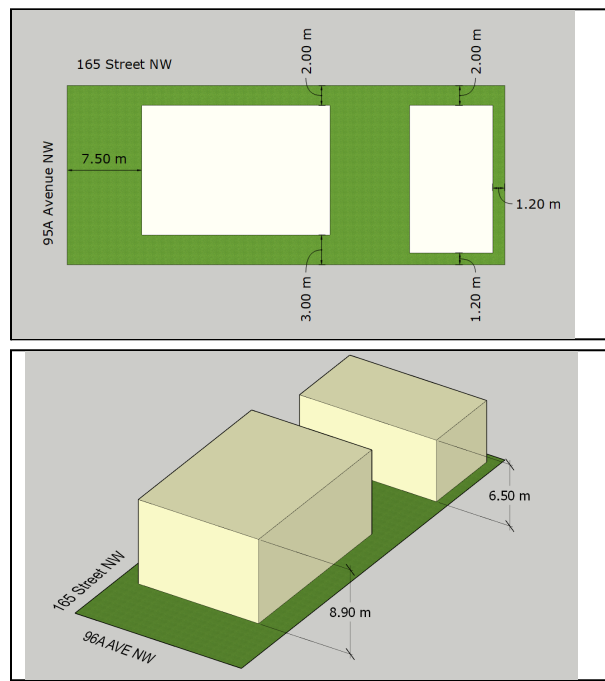 165 Street NW
2.00 m
2.00 m
7.50 m
95A Avenue NW
1.20 m
3.00 m
1.20 m
6.50 m
8.90 m
165 Street NW
96A AVE NW